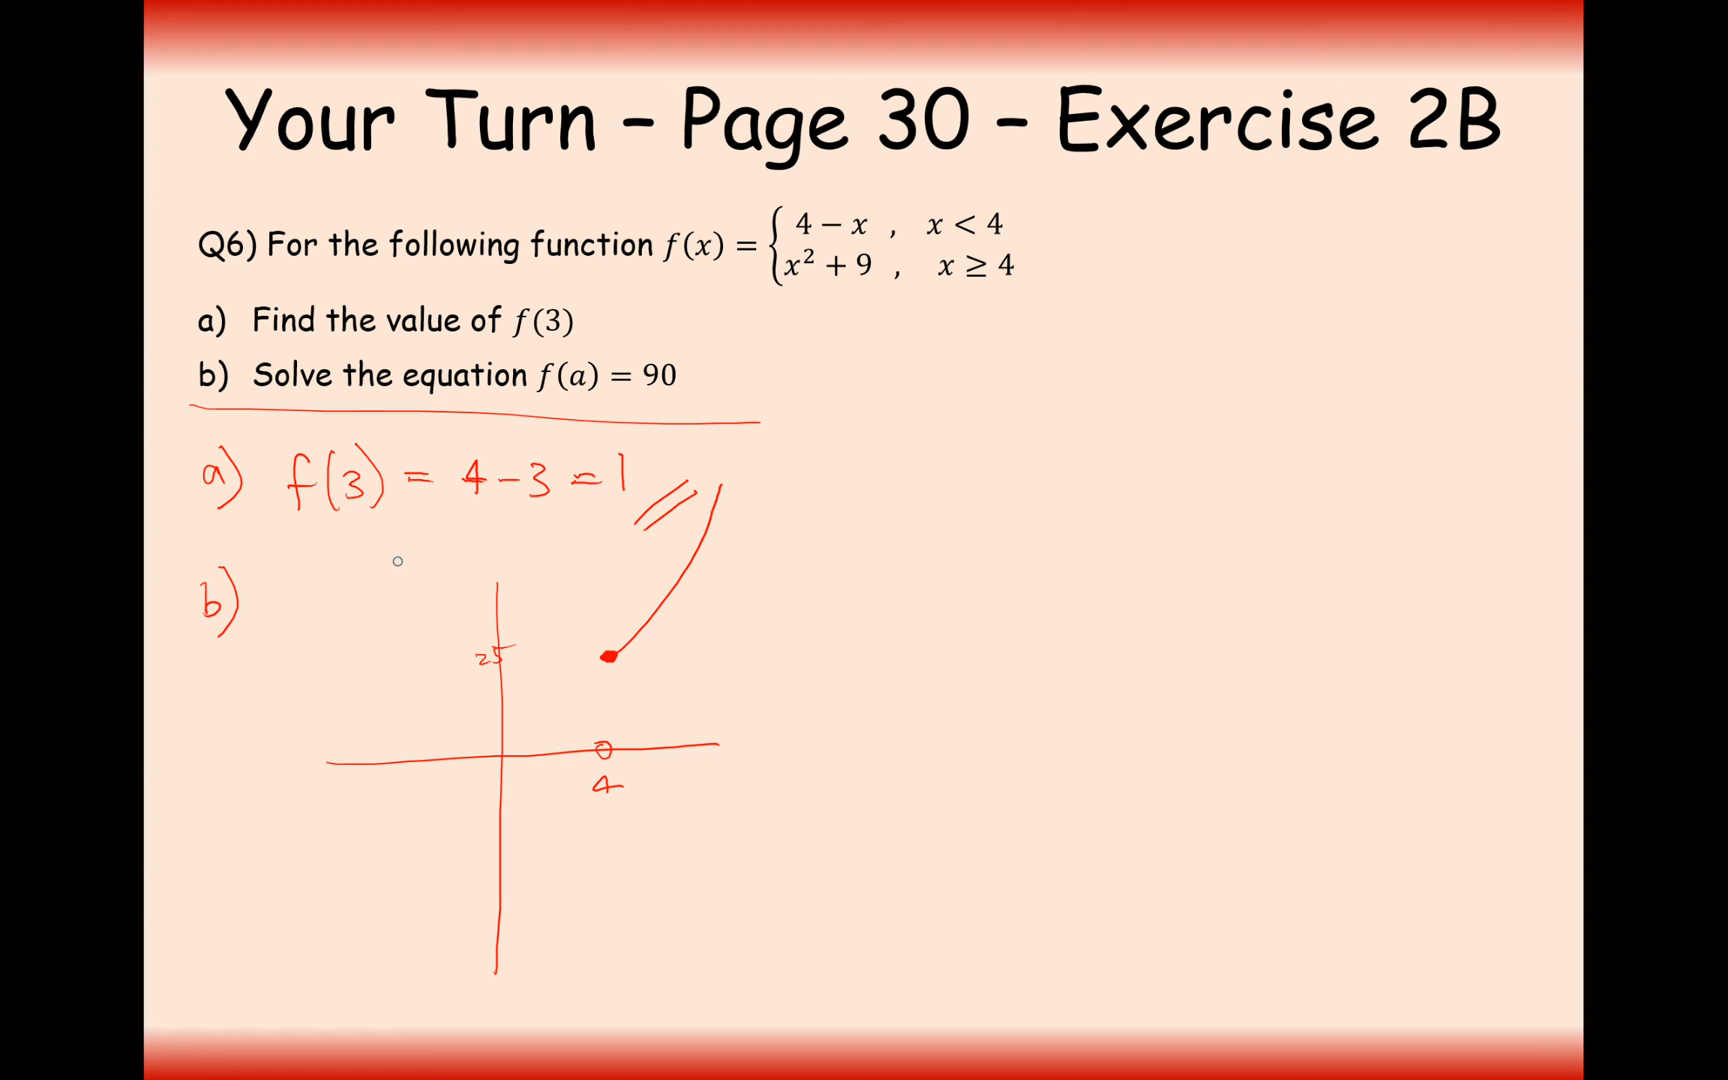 Your Turn – Page 30 – Exercise 2B
Q6) For the following function f(x) = { 4 − x , x < 4
x² + 9 , x ≥ 4
a) Find the value of f(3)
b) Solve the equation f(a) = 90
a) f(3) = 4 − 3 = 1
b)
25
4